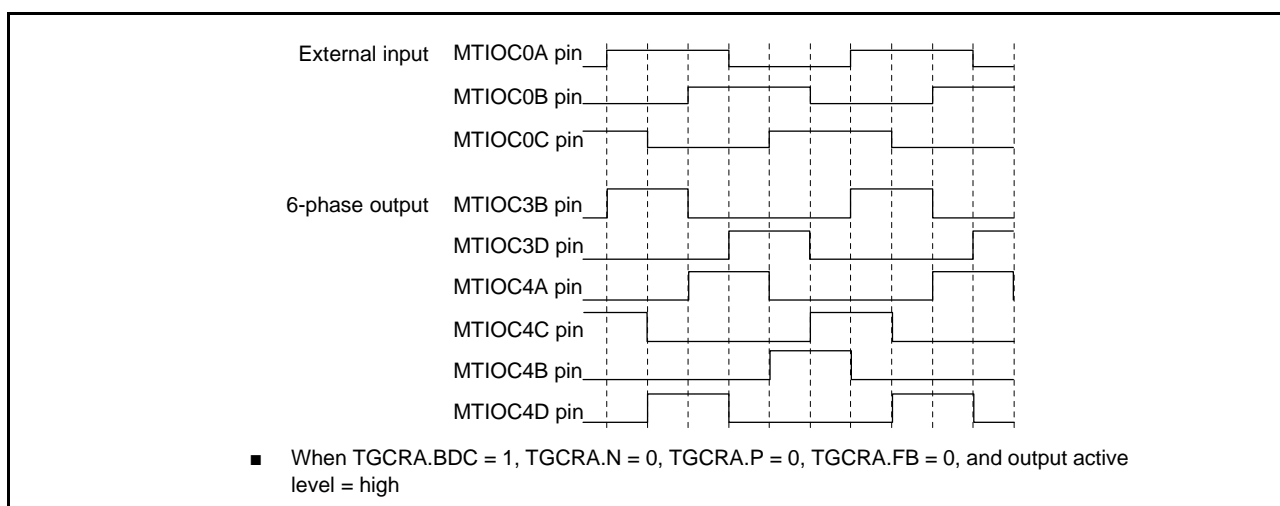 External input MTIOC0A pin
MTIOC0B pin
MTIOC0C pin
6-phase output MTIOC3B pin
MTIOC3D pin
MTIOC4A pin
MTIOC4C pin
MTIOC4B pin
MTIOC4D pin
■ When TGCRA.BDC = 1, TGCRA.N = 0, TGCRA.P = 0, TGCRA.FB = 0, and output active
level = high